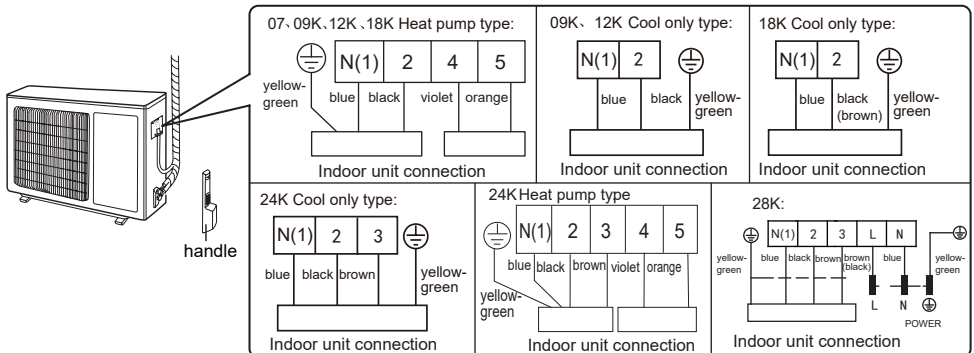 07、09K、12K、18K Heat pump type:
N(1) 2 4 5
yellow-
green
blue black violet orange
Indoor unit connection
09K、 12K Cool only type:
N(1) 2
blue black yellow-
green
Indoor unit connection
18K Cool only type:
N(1) 2
blue black
(brown)
yellow-
green
Indoor unit connection
handle
24K Cool only type:
N(1) 2 3
blue black brown yellow-
green
Indoor unit connection
24K Heat pump type
N(1) 2 3 4 5
blue black brown violet orange
yellow-
green
Indoor unit connection
28K:
N(1) 2 3 L N
yellow-
green
blue black brown brown
(black)
blue yellow-
green
L N
POWER
Indoor unit connection